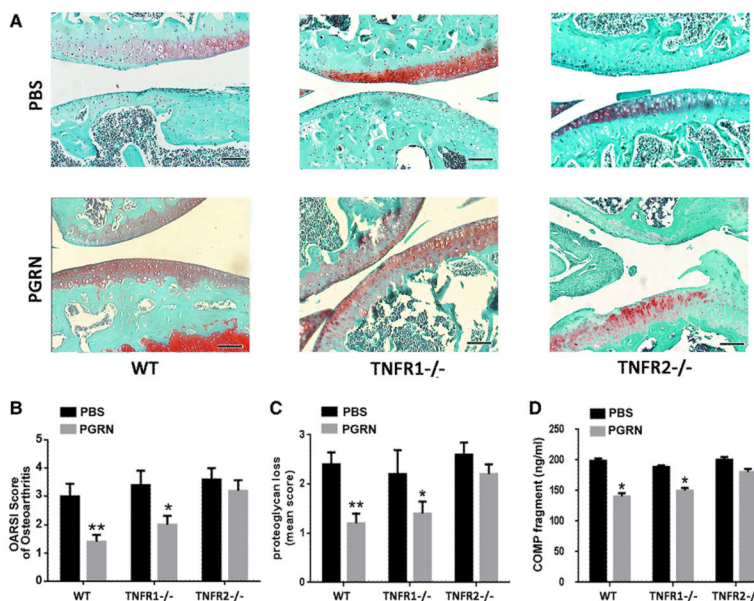 A
PBS
PGRN
WT
TNFR1-/-
TNFR2-/-
B
PBS
PGRN
OARSI Score
of Osteoarthritis
5
4
3
2
1
0
**
*
WT
TNFR1-/-
TNFR2-/-
C
PBS
PGRN
proteoglycan loss
(mean score)
3
2
1
0
**
*
WT
TNFR1-/-
TNFR2-/-
D
PBS
PGRN
COMP fragment (ng/ml)
250
200
150
100
50
0
*
*
WT
TNFR1-/-
TNFR2-/-